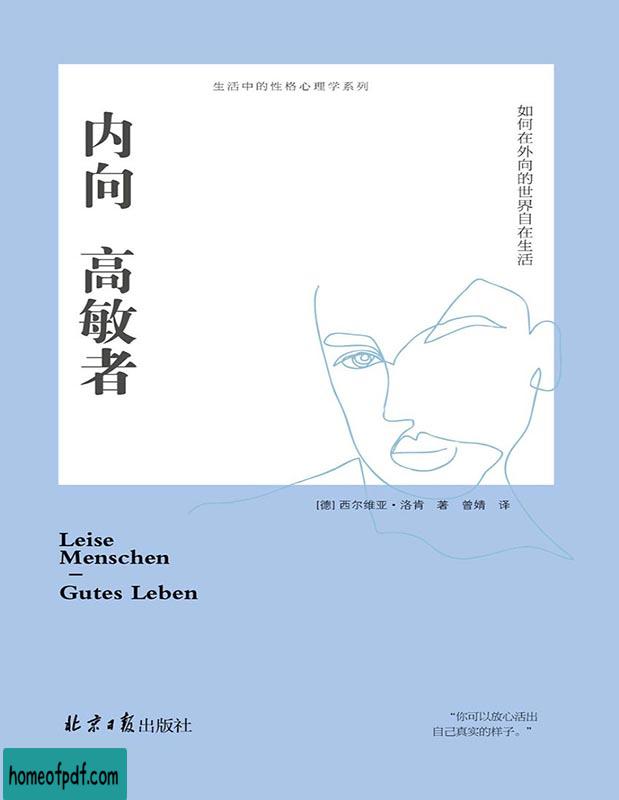 生活中的性格心理学系列
内向 高敏者
如何在外向的世界自在生活
[德] 西尔维亚·洛肯 著 曾婧 译
Leise
Menschen
–
Gutes Leben
北京日报出版社
“你可以放心活出
自己真实的样子。”
homeofpdf.com